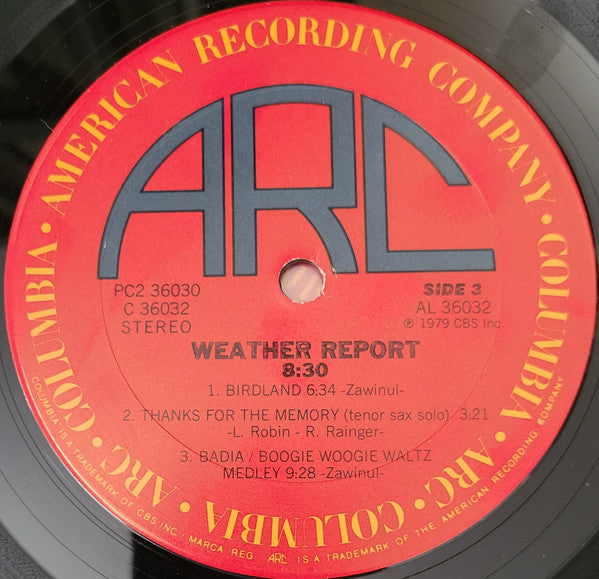 COLUMBIA • AMERICAN RECORDING COMPANY • COLUMBIA
ARC
PC2 36030
C 36032
STEREO
SIDE 3
AL 36032
℗ 1979 CBS Inc.
WEATHER REPORT
8:30
1. BIRDLAND 6:34 -Zawinul-
2. THANKS FOR THE MEMORY (tenor sax solo) 3:21
-L. Robin - R. Rainger-
3. BADIA / BOOGIE WOOGIE WALTZ
MEDLEY 9:28 -Zawinul-
• ARC • COLUMBIA • ARC •
COLUMBIA IS A TRADEMARK OF CBS INC. / MARCA REG. ARC IS A TRADEMARK OF THE AMERICAN RECORDING COMPANY.